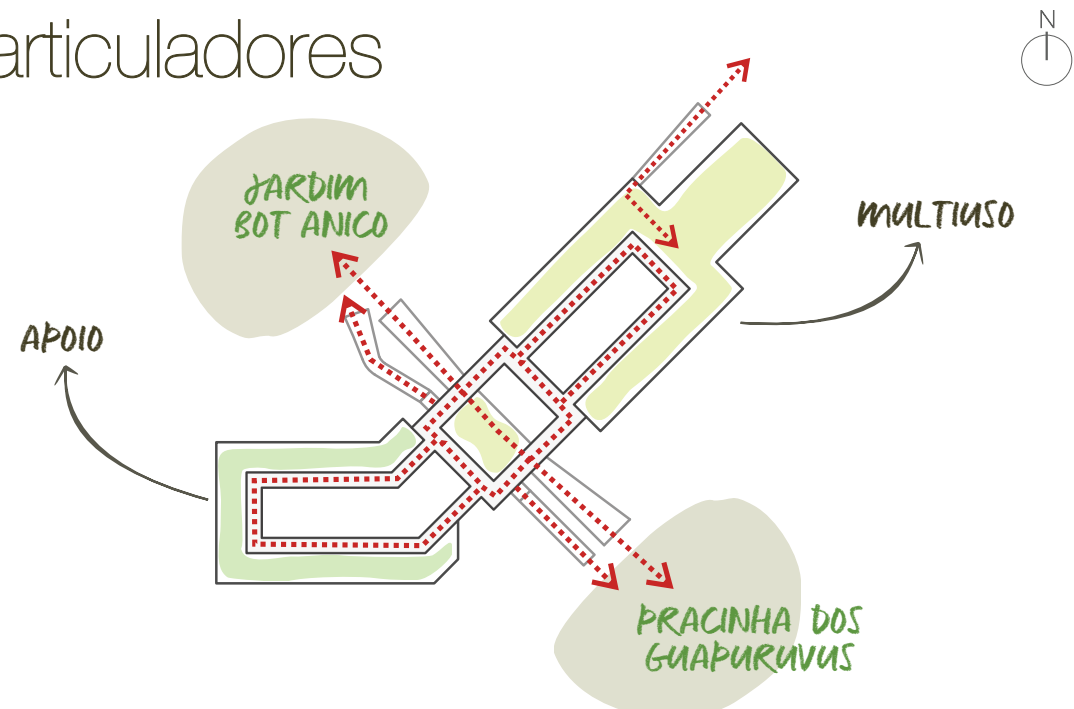 articuladores
N
JARDIM
BOT ANICO
MULTIUSO
APOIO
PRACINHA DOS
GUAPURUVUS